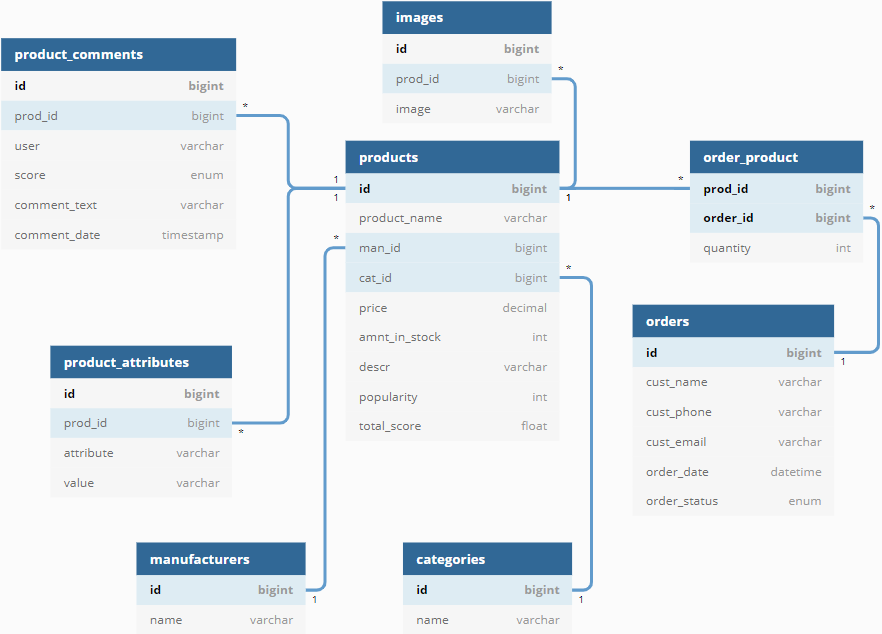 images
id bigint
prod_id bigint
image varchar
product_comments
id bigint
prod_id bigint
user varchar
score enum
comment_text varchar
comment_date timestamp
products
id bigint
product_name varchar
man_id bigint
cat_id bigint
price decimal
amnt_in_stock int
descr varchar
popularity int
total_score float
order_product
prod_id bigint
order_id bigint
quantity int
orders
id bigint
cust_name varchar
cust_phone varchar
cust_email varchar
order_date datetime
order_status enum
product_attributes
id bigint
prod_id bigint
attribute varchar
value varchar
manufacturers
id bigint
name varchar
categories
id bigint
name varchar
*
*
1
1
1
*
*
*
*
1
*
1
1